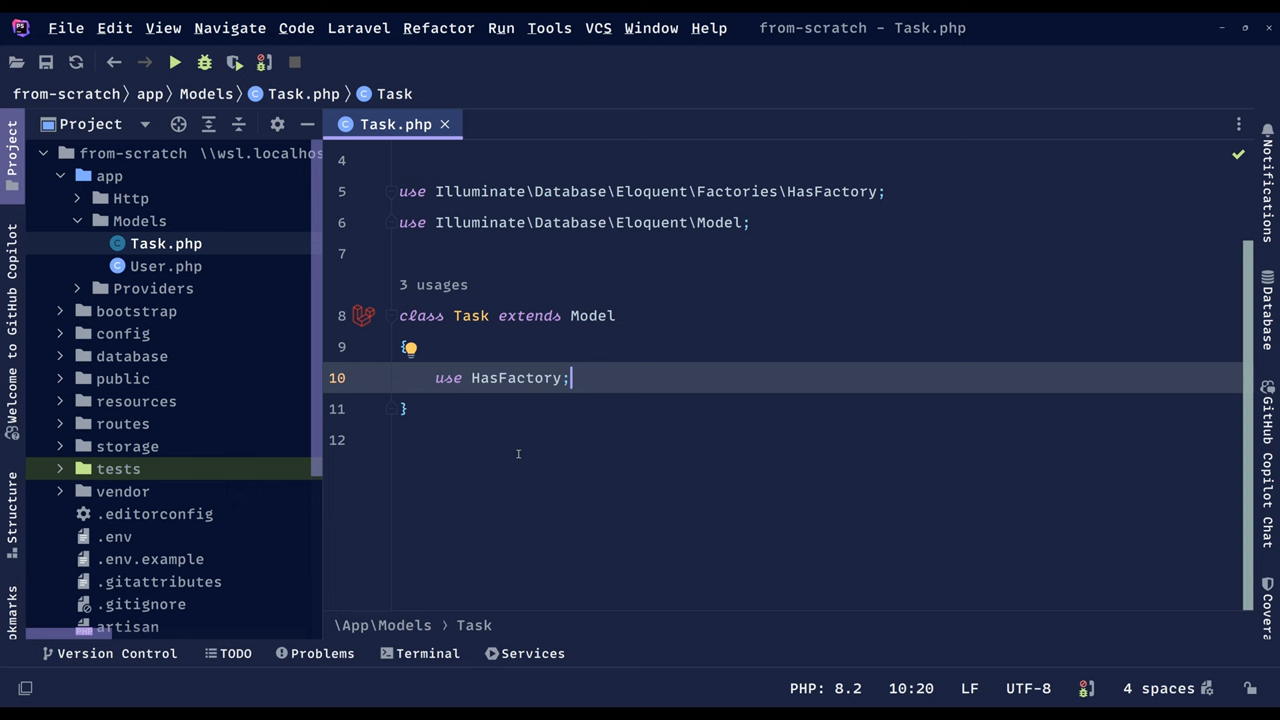 PS File Edit View Navigate Code Laravel Refactor Run Tools VCS Window Help from-scratch - Task.php
from-scratch app Models Task.php Task
Project
Welcome to GitHub Copilot
Structure
Project
from-scratch \\wsl.localhos
app
Http
Models
Task.php
User.php
Providers
bootstrap
config
database
public
resources
routes
storage
tests
vendor
.editorconfig
.env
.env.example
.gitattributes
.gitignore
artisan
Task.php
4
5 use Illuminate\Database\Eloquent\Factories\HasFactory;
6 use Illuminate\Database\Eloquent\Model;
7
3 usages
8 class Task extends Model
9 {
10 use HasFactory;
11 }
12
\App\Models > Task
Notifications
Database
GitHub Copilot Chat
Version Control TODO Problems Terminal Services
PHP: 8.2 10:20 LF UTF-8 4 spaces